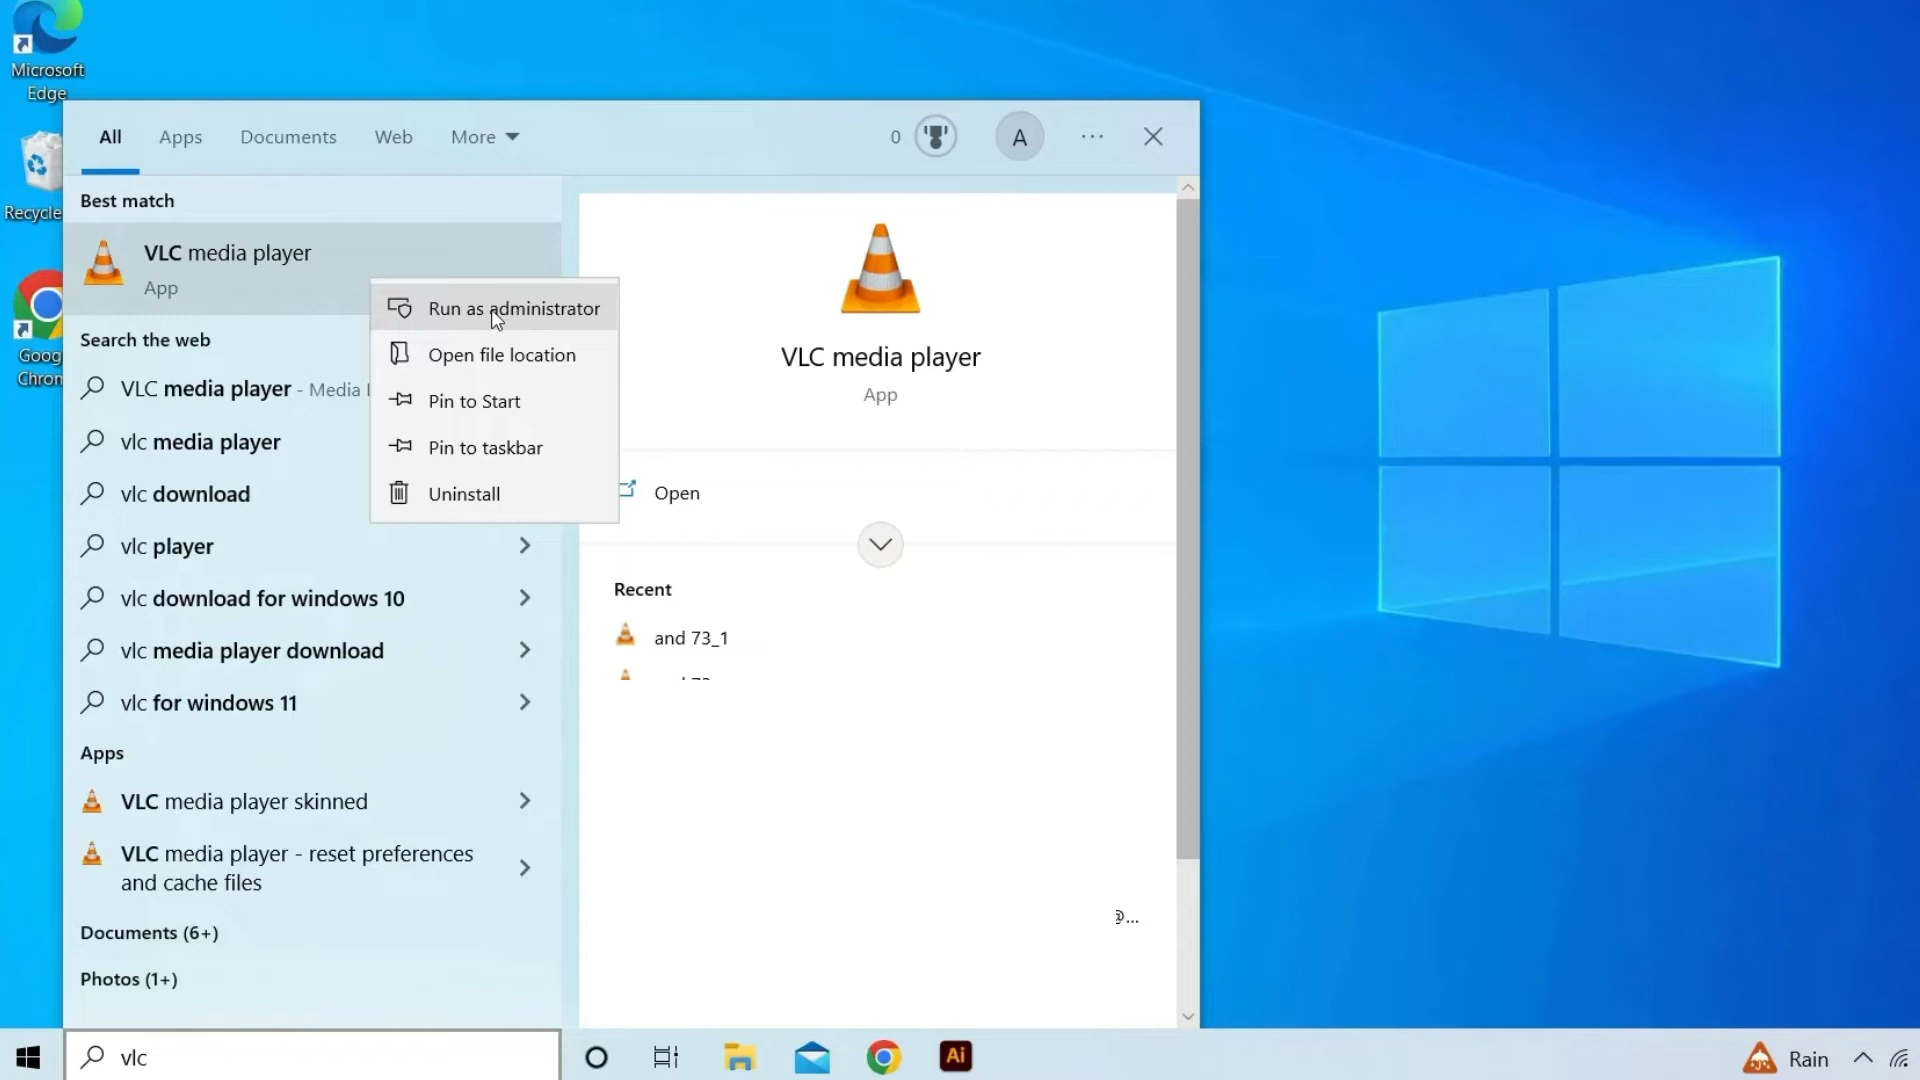 Microsoft
Edge
Recycle
Goog
Chrom
All
Apps
Documents
Web
More
0
A
Best match
VLC media player
App
Run as administrator
Open file location
Pin to Start
Pin to taskbar
Uninstall
Search the web
VLC media player - Media
vlc media player
vlc download
vlc player
vlc download for windows 10
vlc media player download
vlc for windows 11
Apps
VLC media player skinned
VLC media player - reset preferences
and cache files
Documents (6+)
Photos (1+)
VLC media player
App
Open
Recent
and 73_1
@...
vlc
Ai
Rain